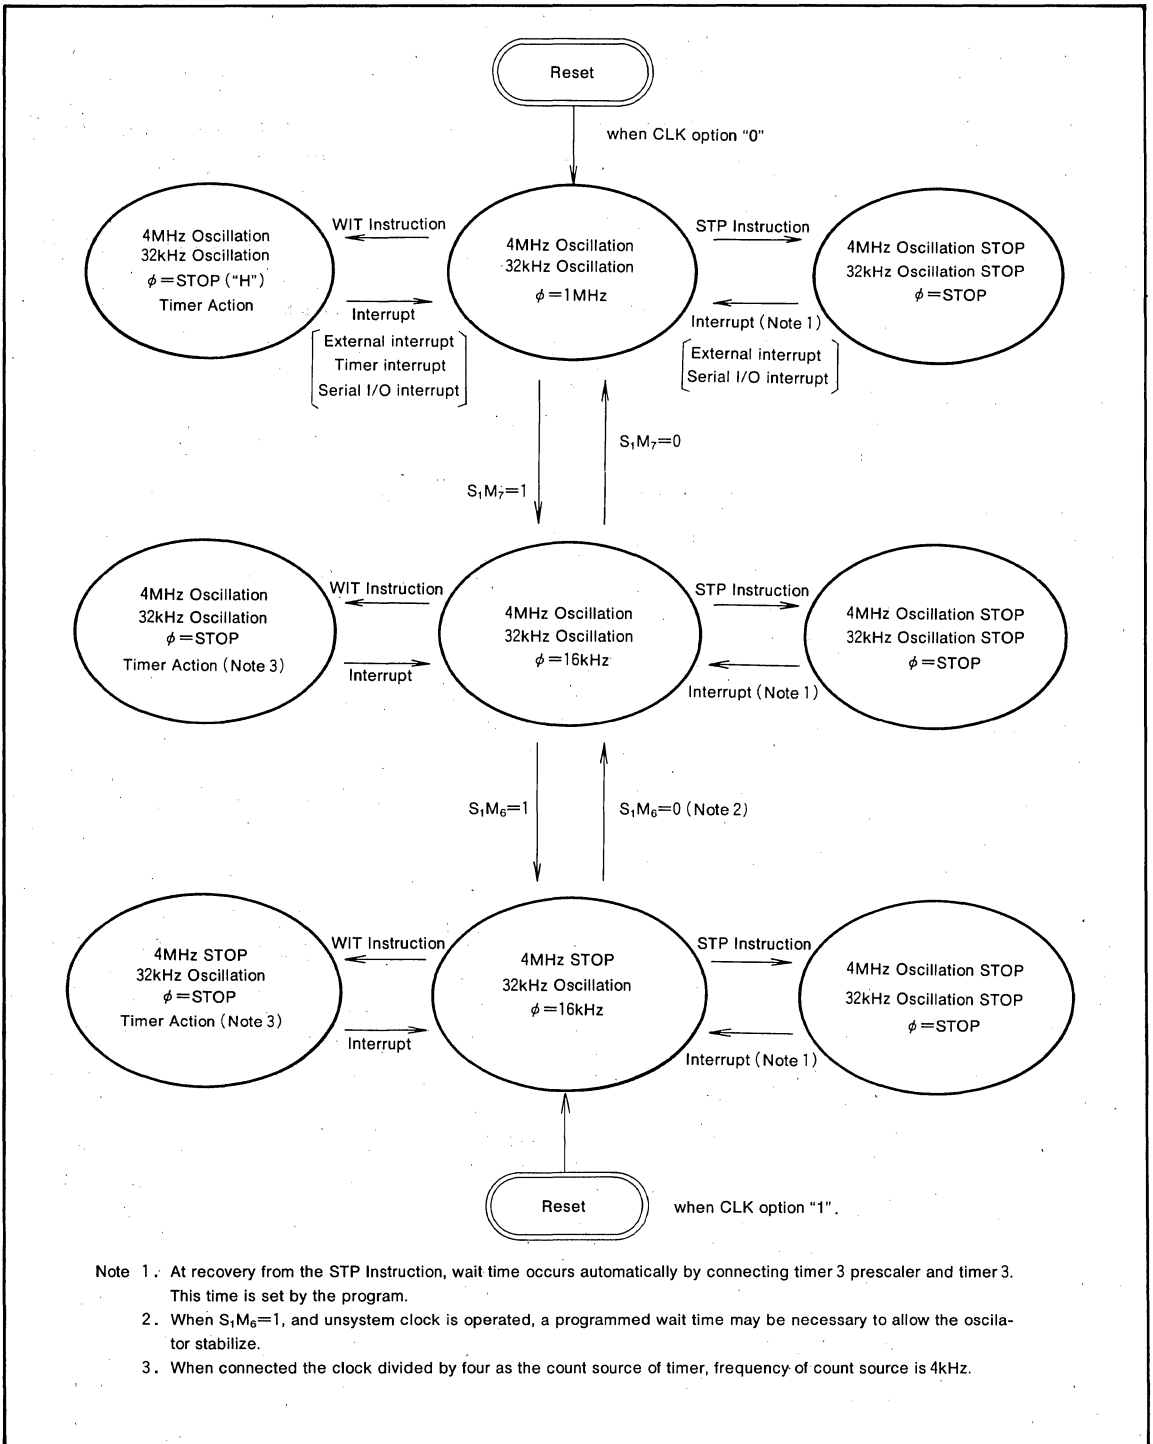 Reset
when CLK option “0”
4MHz Oscillation
32kHz Oscillation
ϕ=STOP (“H”)
Timer Action
WIT Instruction
Interrupt
External interrupt
Timer interrupt
Serial I/O interrupt
4MHz Oscillation
32kHz Oscillation
ϕ=1MHz
STP Instruction
Interrupt (Note 1)
External interrupt
Serial I/O interrupt
4MHz Oscillation STOP
32kHz Oscillation STOP
ϕ=STOP
S₁M₇=1
S₁M₇=0
4MHz Oscillation
32kHz Oscillation
ϕ=STOP
Timer Action (Note 3)
WIT Instruction
Interrupt
4MHz Oscillation
32kHz Oscillation
ϕ=16kHz
STP Instruction
Interrupt (Note 1)
4MHz Oscillation STOP
32kHz Oscillation STOP
ϕ=STOP
S₁M₆=1
S₁M₆=0 (Note 2)
4MHz STOP
32kHz Oscillation
ϕ=STOP
Timer Action (Note 3)
WIT Instruction
Interrupt
4MHz STOP
32kHz Oscillation
ϕ=16kHz
STP Instruction
Interrupt (Note 1)
4MHz Oscillation STOP
32kHz Oscillation STOP
ϕ=STOP
Reset
when CLK option “1”.
Note 1. At recovery from the STP Instruction, wait time occurs automatically by connecting timer 3 prescaler and timer 3.
This time is set by the program.
2. When S₁M₆=1, and unsystem clock is operated, a programmed wait time may be necessary to allow the oscila-
tor stabilize.
3. When connected the clock divided by four as the count source of timer, frequency of count source is 4kHz.